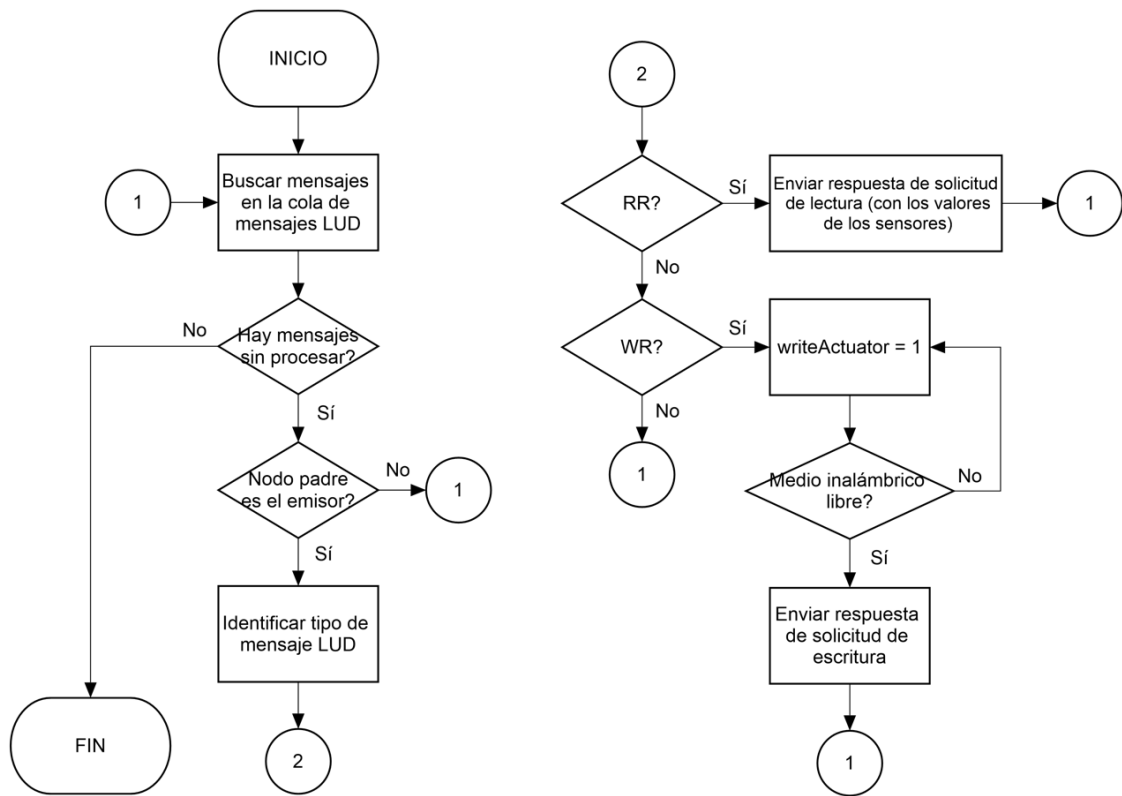 INICIO
1
Buscar mensajes
en la cola de
mensajes LUD
No
Hay mensajes
sin procesar?
Sí
Nodo padre
es el emisor?
No
1
Sí
Identificar tipo de
mensaje LUD
FIN
2
2
RR?
Sí
Enviar respuesta de solicitud
de lectura (con los valores
de los sensores)
1
No
WR?
Sí
writeActuator = 1
No
1
Medio inalámbrico
libre?
No
Sí
Enviar respuesta
de solicitud de
escritura
1